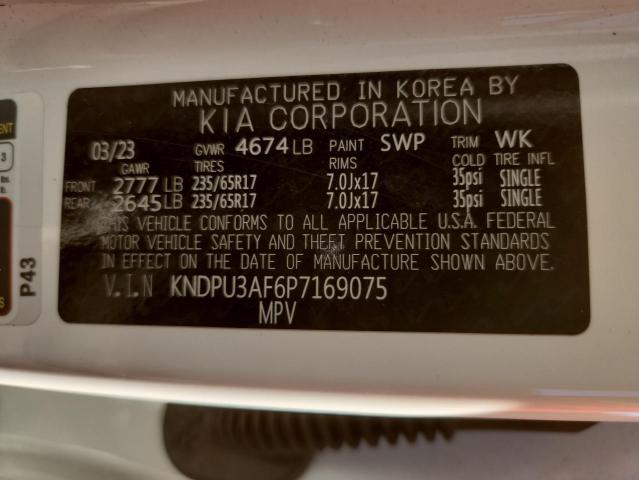 MANUFACTURED IN KOREA BY
KIA CORPORATION
03/23 GVWR 4674 LB PAINT SWP TRIM WK
GAWR TIRES RIMS COLD TIRE INFL
FRONT 2777 LB 235/65R17 7.0Jx17 35psi SINGLE
REAR 2645 LB 235/65R17 7.0Jx17 35psi SINGLE
THIS VEHICLE CONFORMS TO ALL APPLICABLE U.S.A. FEDERAL
MOTOR VEHICLE SAFETY AND THEFT PREVENTION STANDARDS
IN EFFECT ON THE DATE OF MANUFACTURE SHOWN ABOVE.
V.I.N KNDPU3AF6P7169075
MPV
P43
3